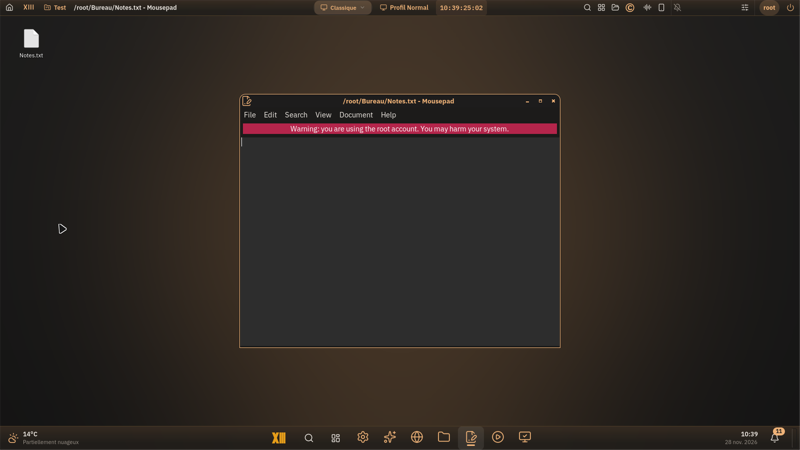 XIII Test /root/Bureau/Notes.txt - Mousepad Classique Profil Normal 10:39:25:02 root
Notes.txt
/root/Bureau/Notes.txt - Mousepad
File Edit Search View Document Help
Warning: you are using the root account. You may harm your system.
14°C
Partiellement nuageux
XIII
10:39
28 nov. 2026
11